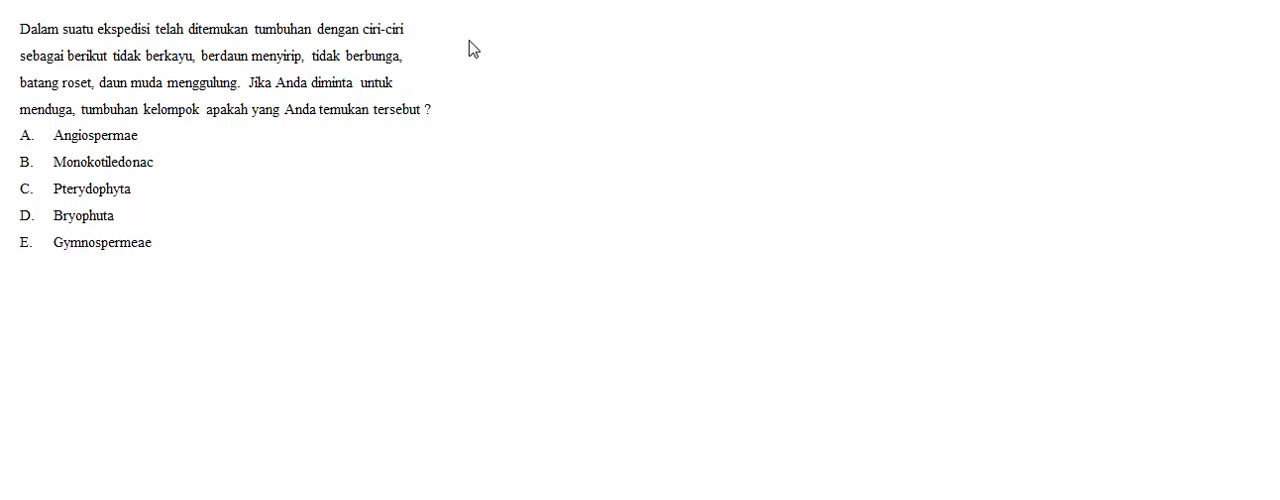 Dalam suatu ekspedisi telah ditemukan tumbuhan dengan ciri-ciri
sebagai berikut tidak berkayu, berdaun menyirip, tidak berbunga,
batang roset, daun muda menggulung. Jika Anda diminta untuk
menduga, tumbuhan kelompok apakah yang Anda temukan tersebut ?
A. Angiospermae
B. Monokotiledonac
C. Pterydophyta
D. Bryophuta
E. Gymnospermeae